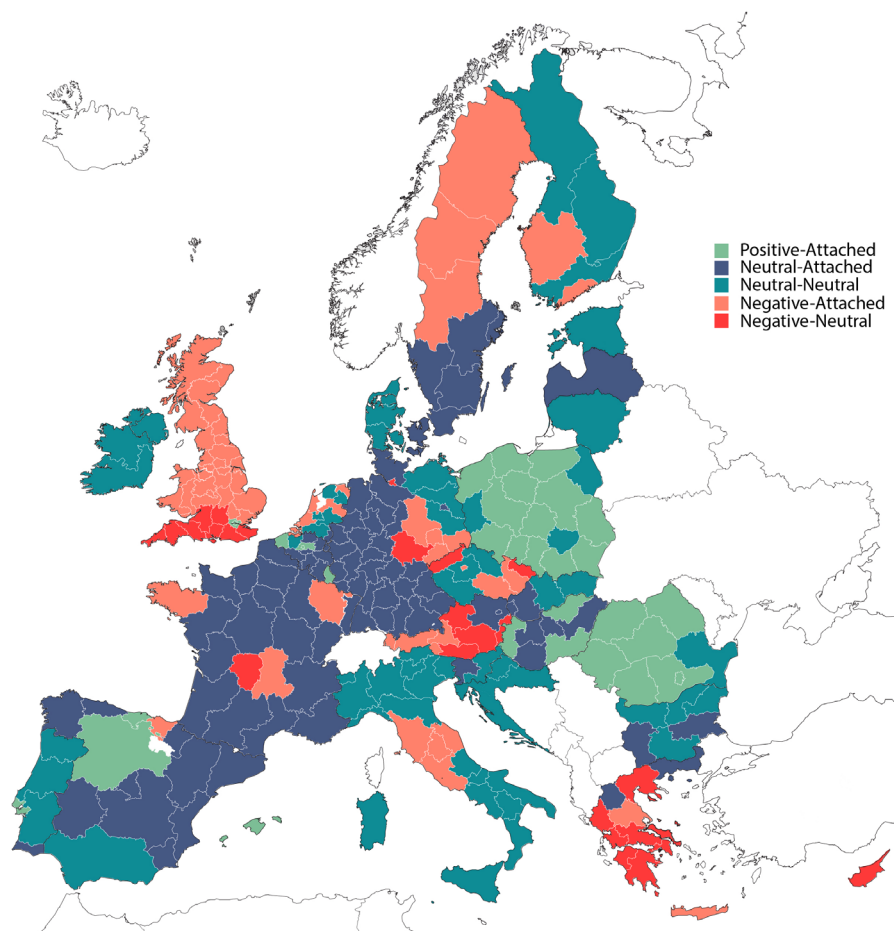 Positive-Attached
Neutral-Attached
Neutral-Neutral
Negative-Attached
Negative-Neutral